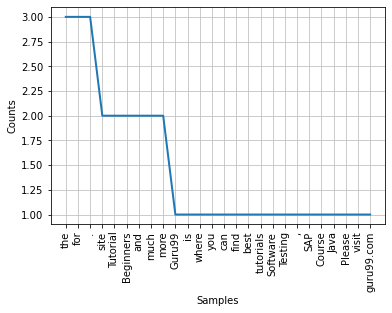 3.00
2.75
2.50
2.25
2.00
1.75
1.50
1.25
1.00
Counts
the
for
.
site
Tutorial
Beginners
and
much
more
Guru99
is
where
you
can
find
best
tutorials
Software
Testing
,
SAP
Course
Java
Please
visit
guru99.com
Samples